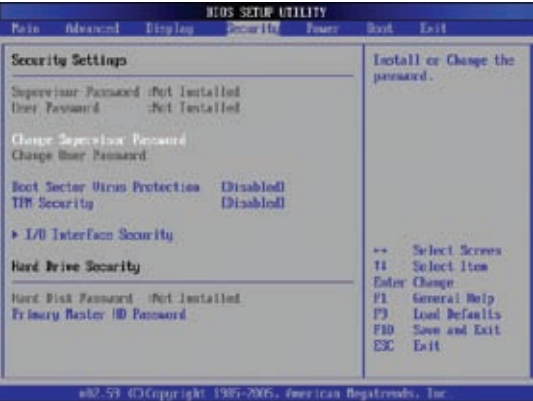 BIOS SETUP UTILITY
Main Advanced Display Security Power Boot Exit
Security Settings
Supervisor Password :Not Installed
User Password :Not Installed
Change Supervisor Password
Change User Password
Boot Sector Virus Protection [Disabled]
TPM Security [Disabled]
▶ I/O Interface Security
Hard Drive Security
Hard Disk Password :Not Installed
Primary Master HD Password
Install or Change the
password.
↔ Select Screen
↑↓ Select Item
Enter Change
F1 General Help
F9 Load Defaults
F10 Save and Exit
ESC Exit
v02.59 (C)Copyright 1985-2005, American Megatrends, Inc.